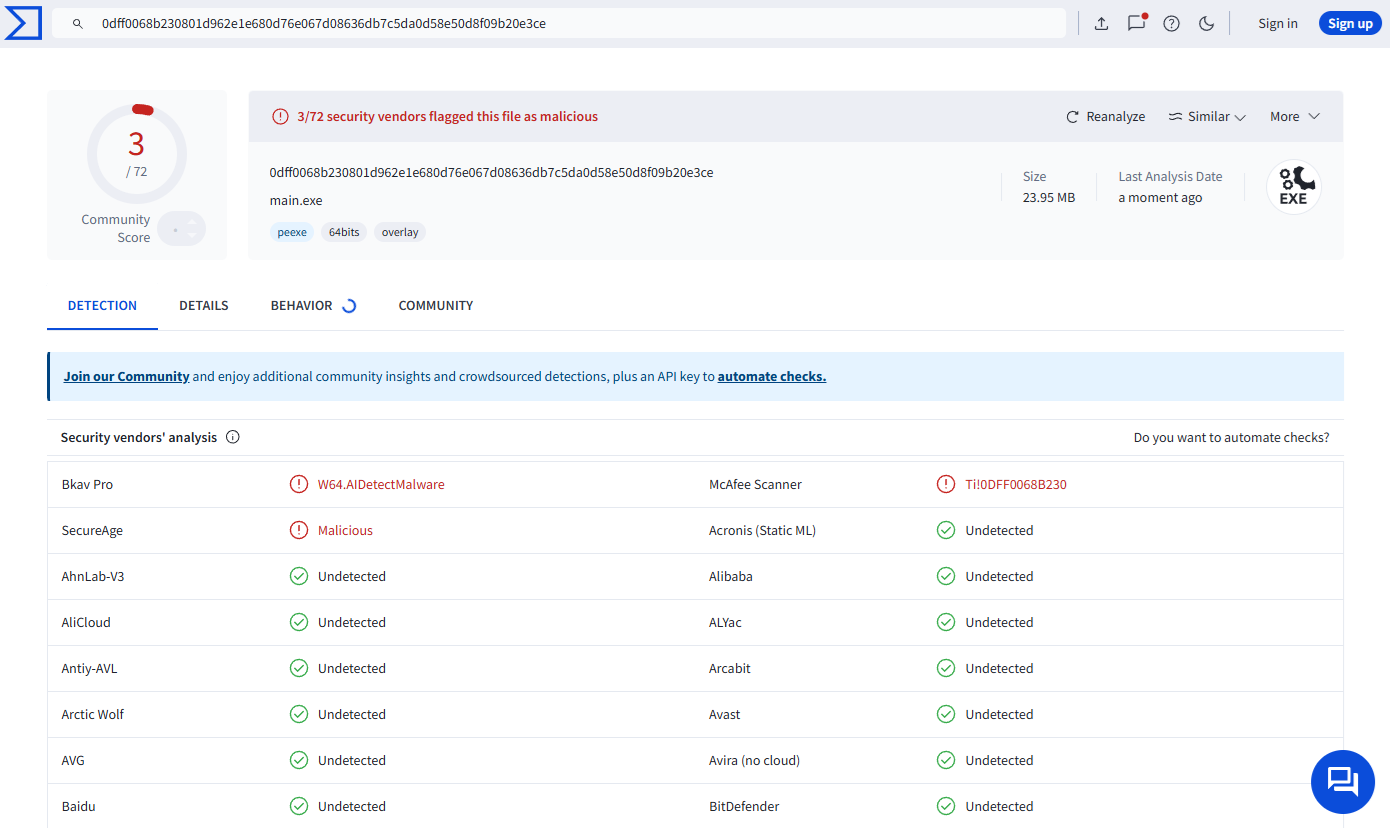 0dff0068b230801d962e1e680d76e067d08636db7c5da0d58e50d8f09b20e3ce
Sign in
Sign up
3
/ 72
Community
Score
3/72 security vendors flagged this file as malicious
Reanalyze
Similar
More
0dff0068b230801d962e1e680d76e067d08636db7c5da0d58e50d8f09b20e3ce
main.exe
peexe
64bits
overlay
Size
23.95 MB
Last Analysis Date
a moment ago
EXE
DETECTION
DETAILS
BEHAVIOR
COMMUNITY
Join our Community and enjoy additional community insights and crowdsourced detections, plus an API key to automate checks.
Security vendors' analysis
Do you want to automate checks?
Bkav Pro
W64.AIDetectMalware
McAfee Scanner
Ti!0DFF0068B230
SecureAge
Malicious
Acronis (Static ML)
Undetected
AhnLab-V3
Undetected
Alibaba
Undetected
AliCloud
Undetected
ALYac
Undetected
Antiy-AVL
Undetected
Arcabit
Undetected
Arctic Wolf
Undetected
Avast
Undetected
AVG
Undetected
Avira (no cloud)
Undetected
Baidu
Undetected
BitDefender
Undetected